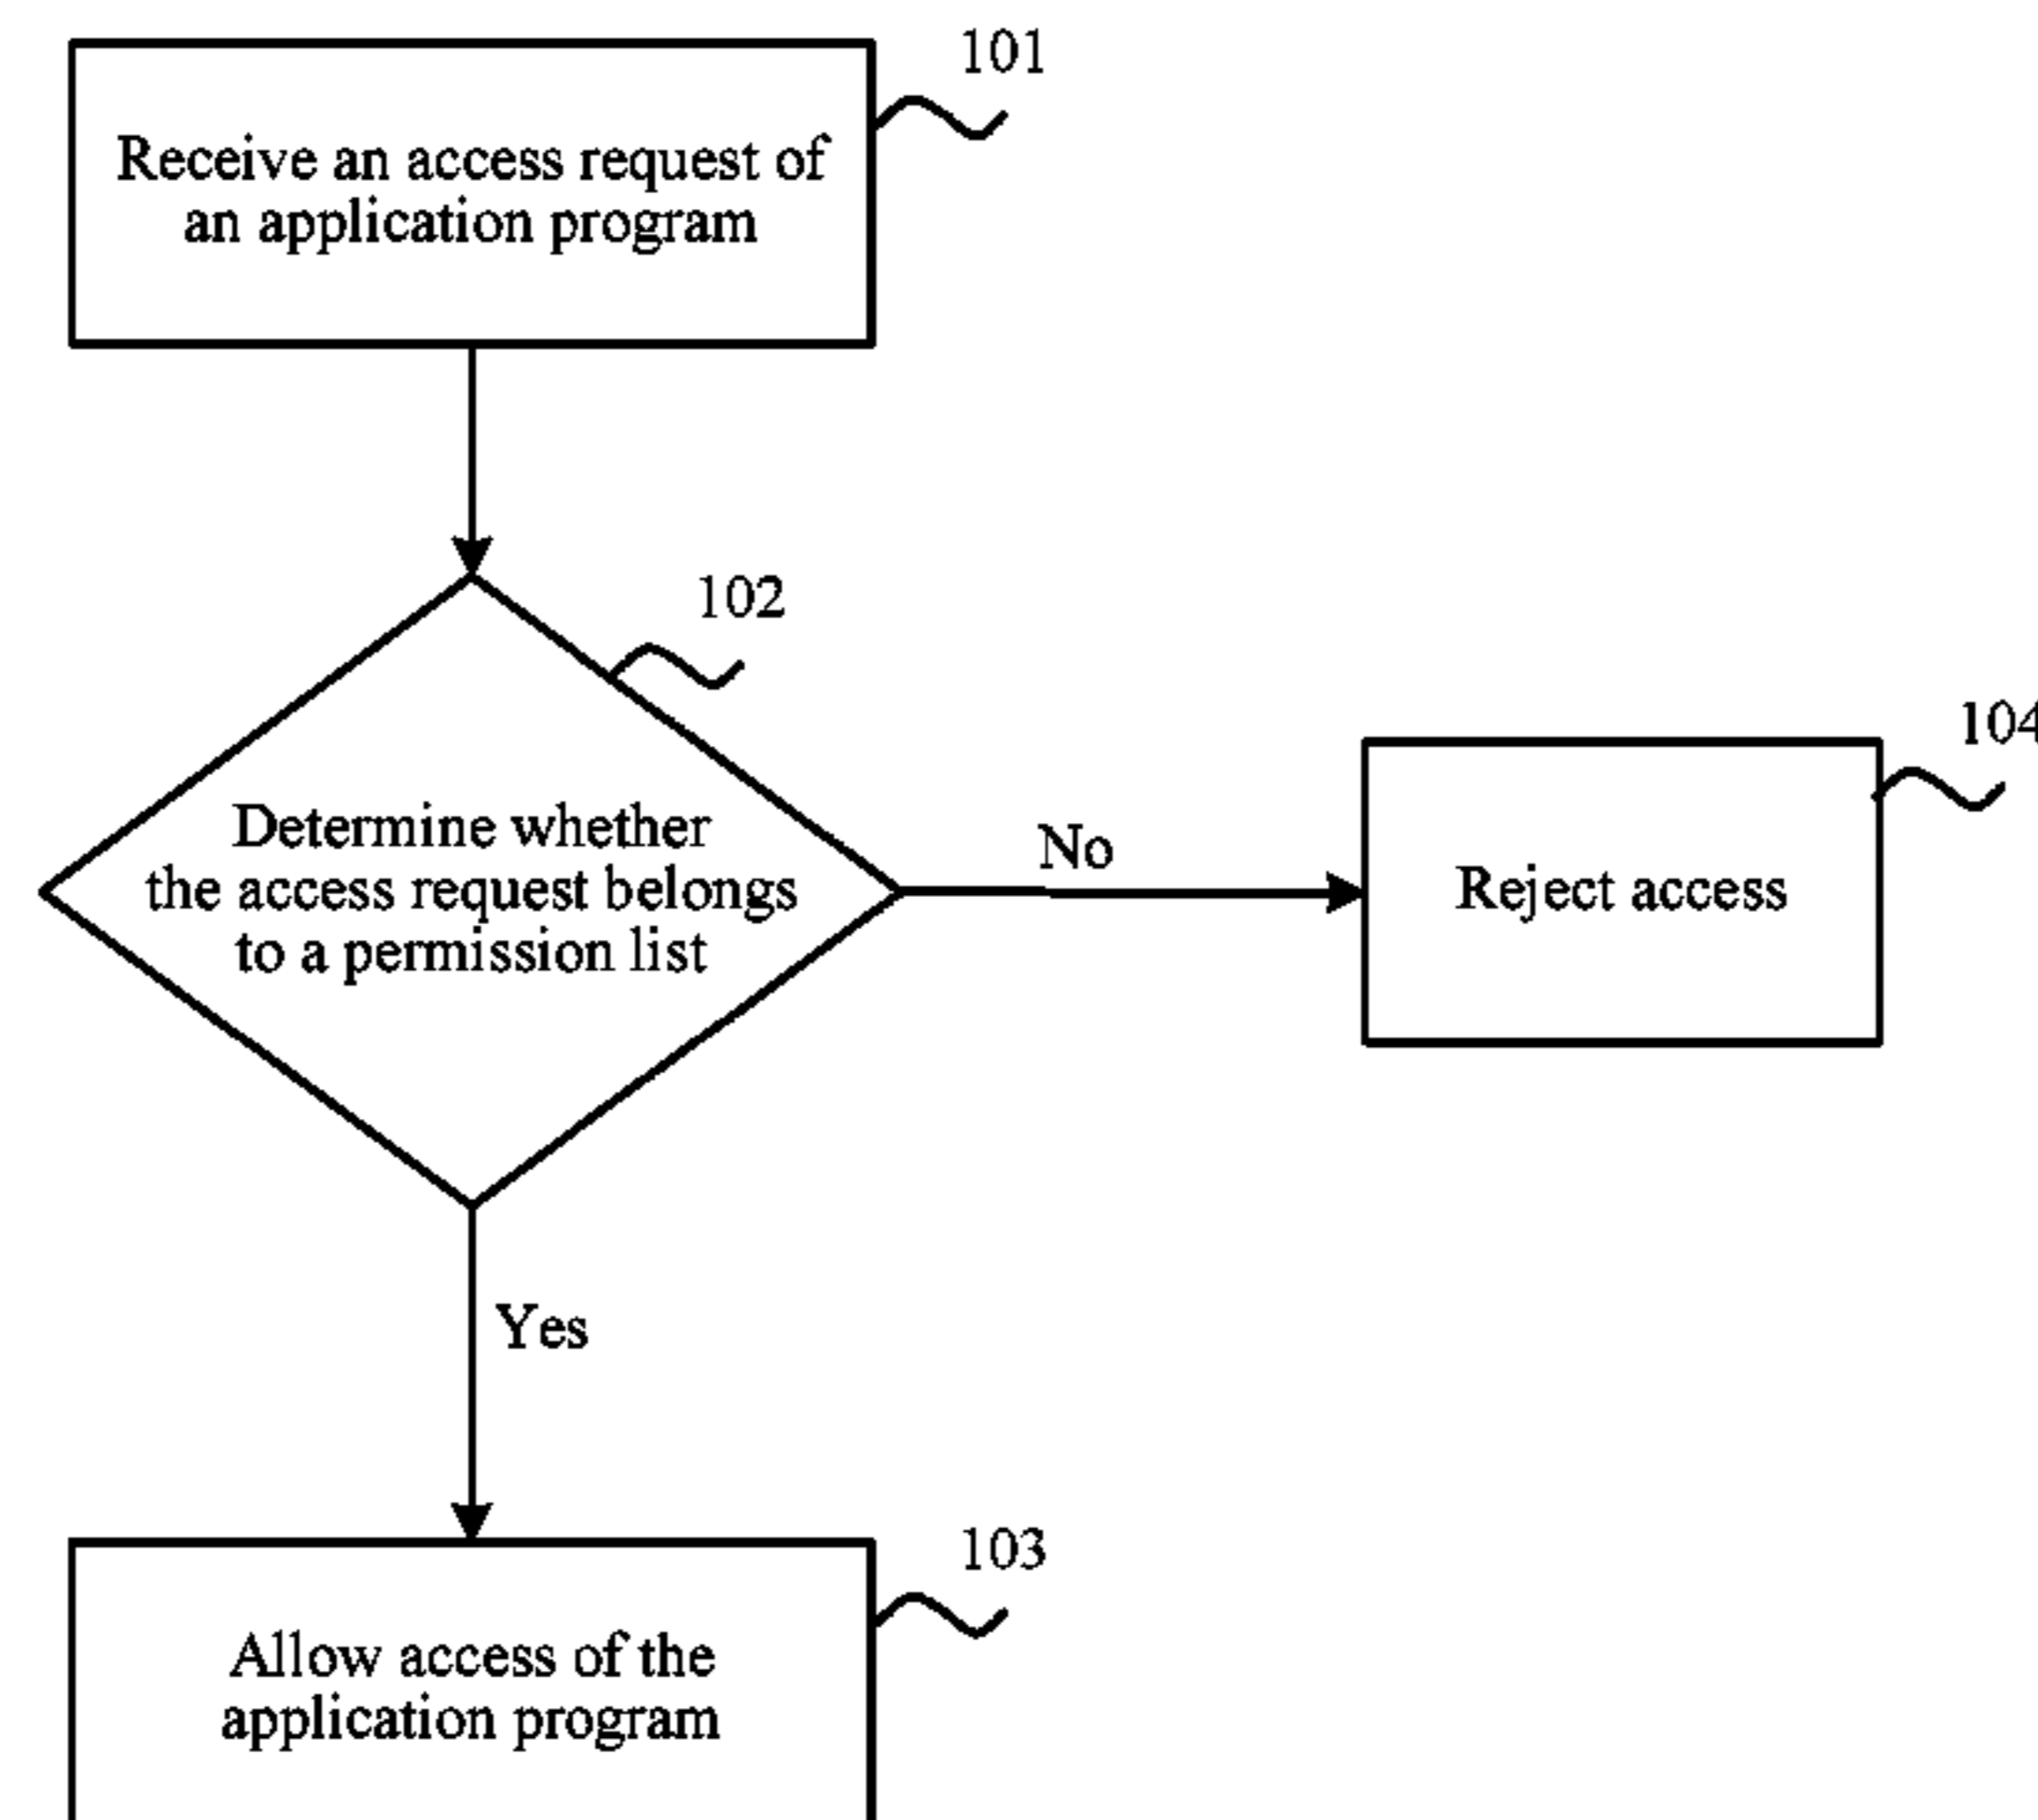 101
Receive an access request of
an application program
102
Determine whether
the access request belongs
to a permission list
No
104
Reject access
Yes
103
Allow access of the
application program